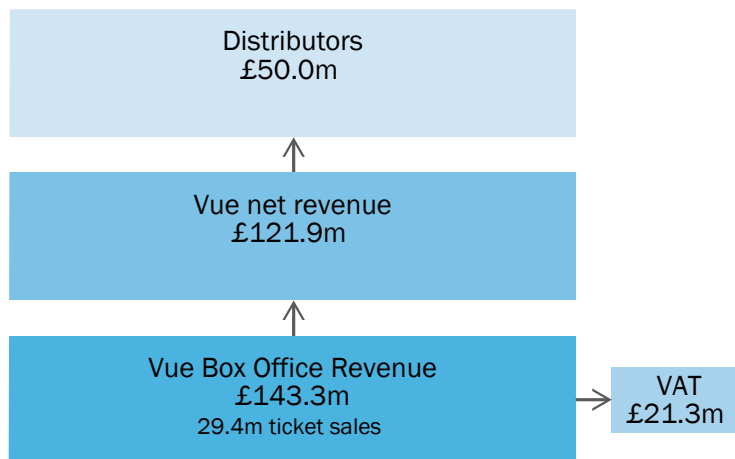 Distributors
£50.0m
Vue net revenue
£121.9m
Vue Box Office Revenue
£143.3m
29.4m ticket sales
VAT
£21.3m